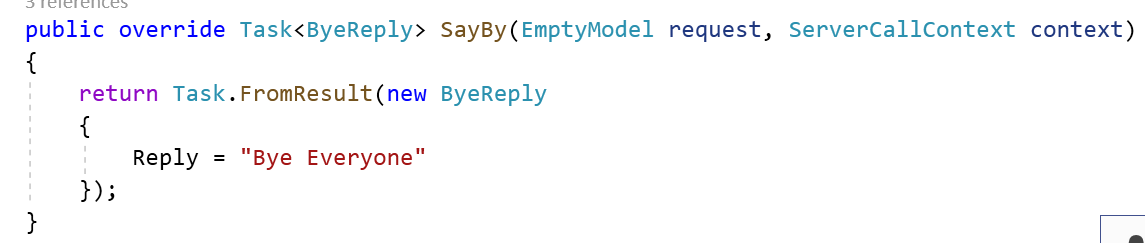 3 references
public override Task<ByeReply> SayBy(EmptyModel request, ServerCallContext context)
{
return Task.FromResult(new ByeReply
{
Reply = "Bye Everyone"
});
}